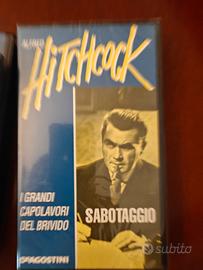 ALFRED
HITCHCOCK
I GRANDI
CAPOLAVORI
DEL BRIVIDO
SABOTAGGIO
DEAGOSTINI
subito